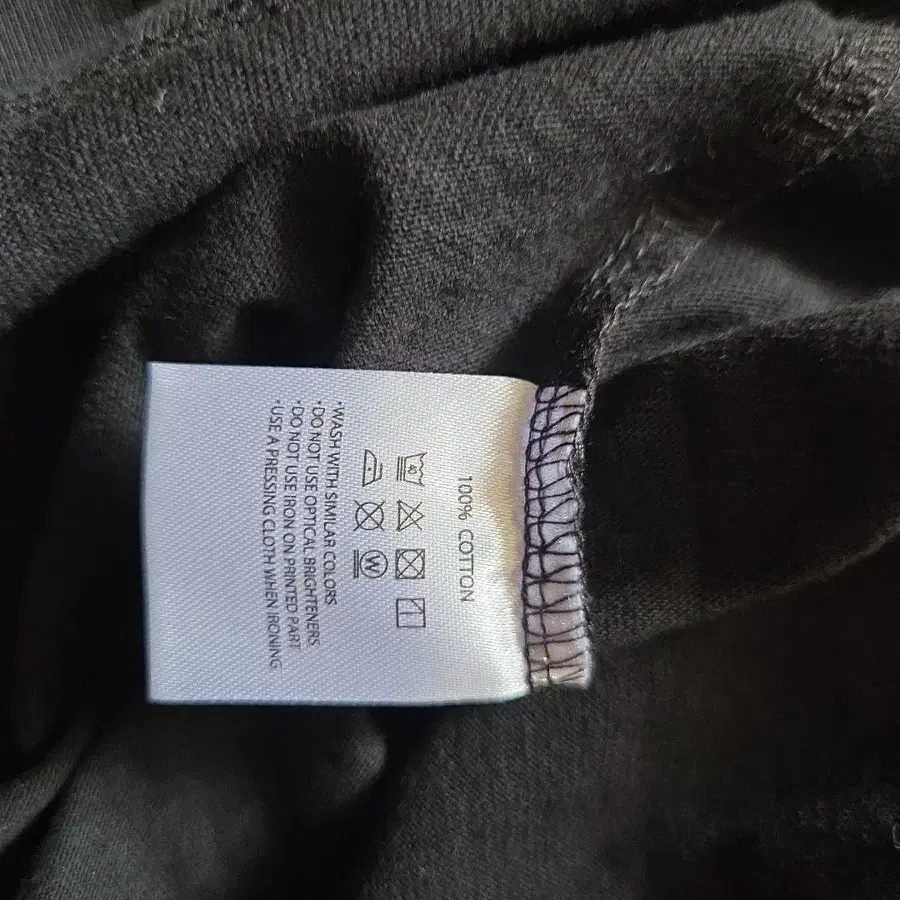 100% COTTON
40
W
·WASH WITH SIMILAR COLORS
·DO NOT USE OPTICAL BRIGHTENERS
·DO NOT USE IRON ON PRINTED PART
·USE A PRESSING CLOTH WHEN IRONING